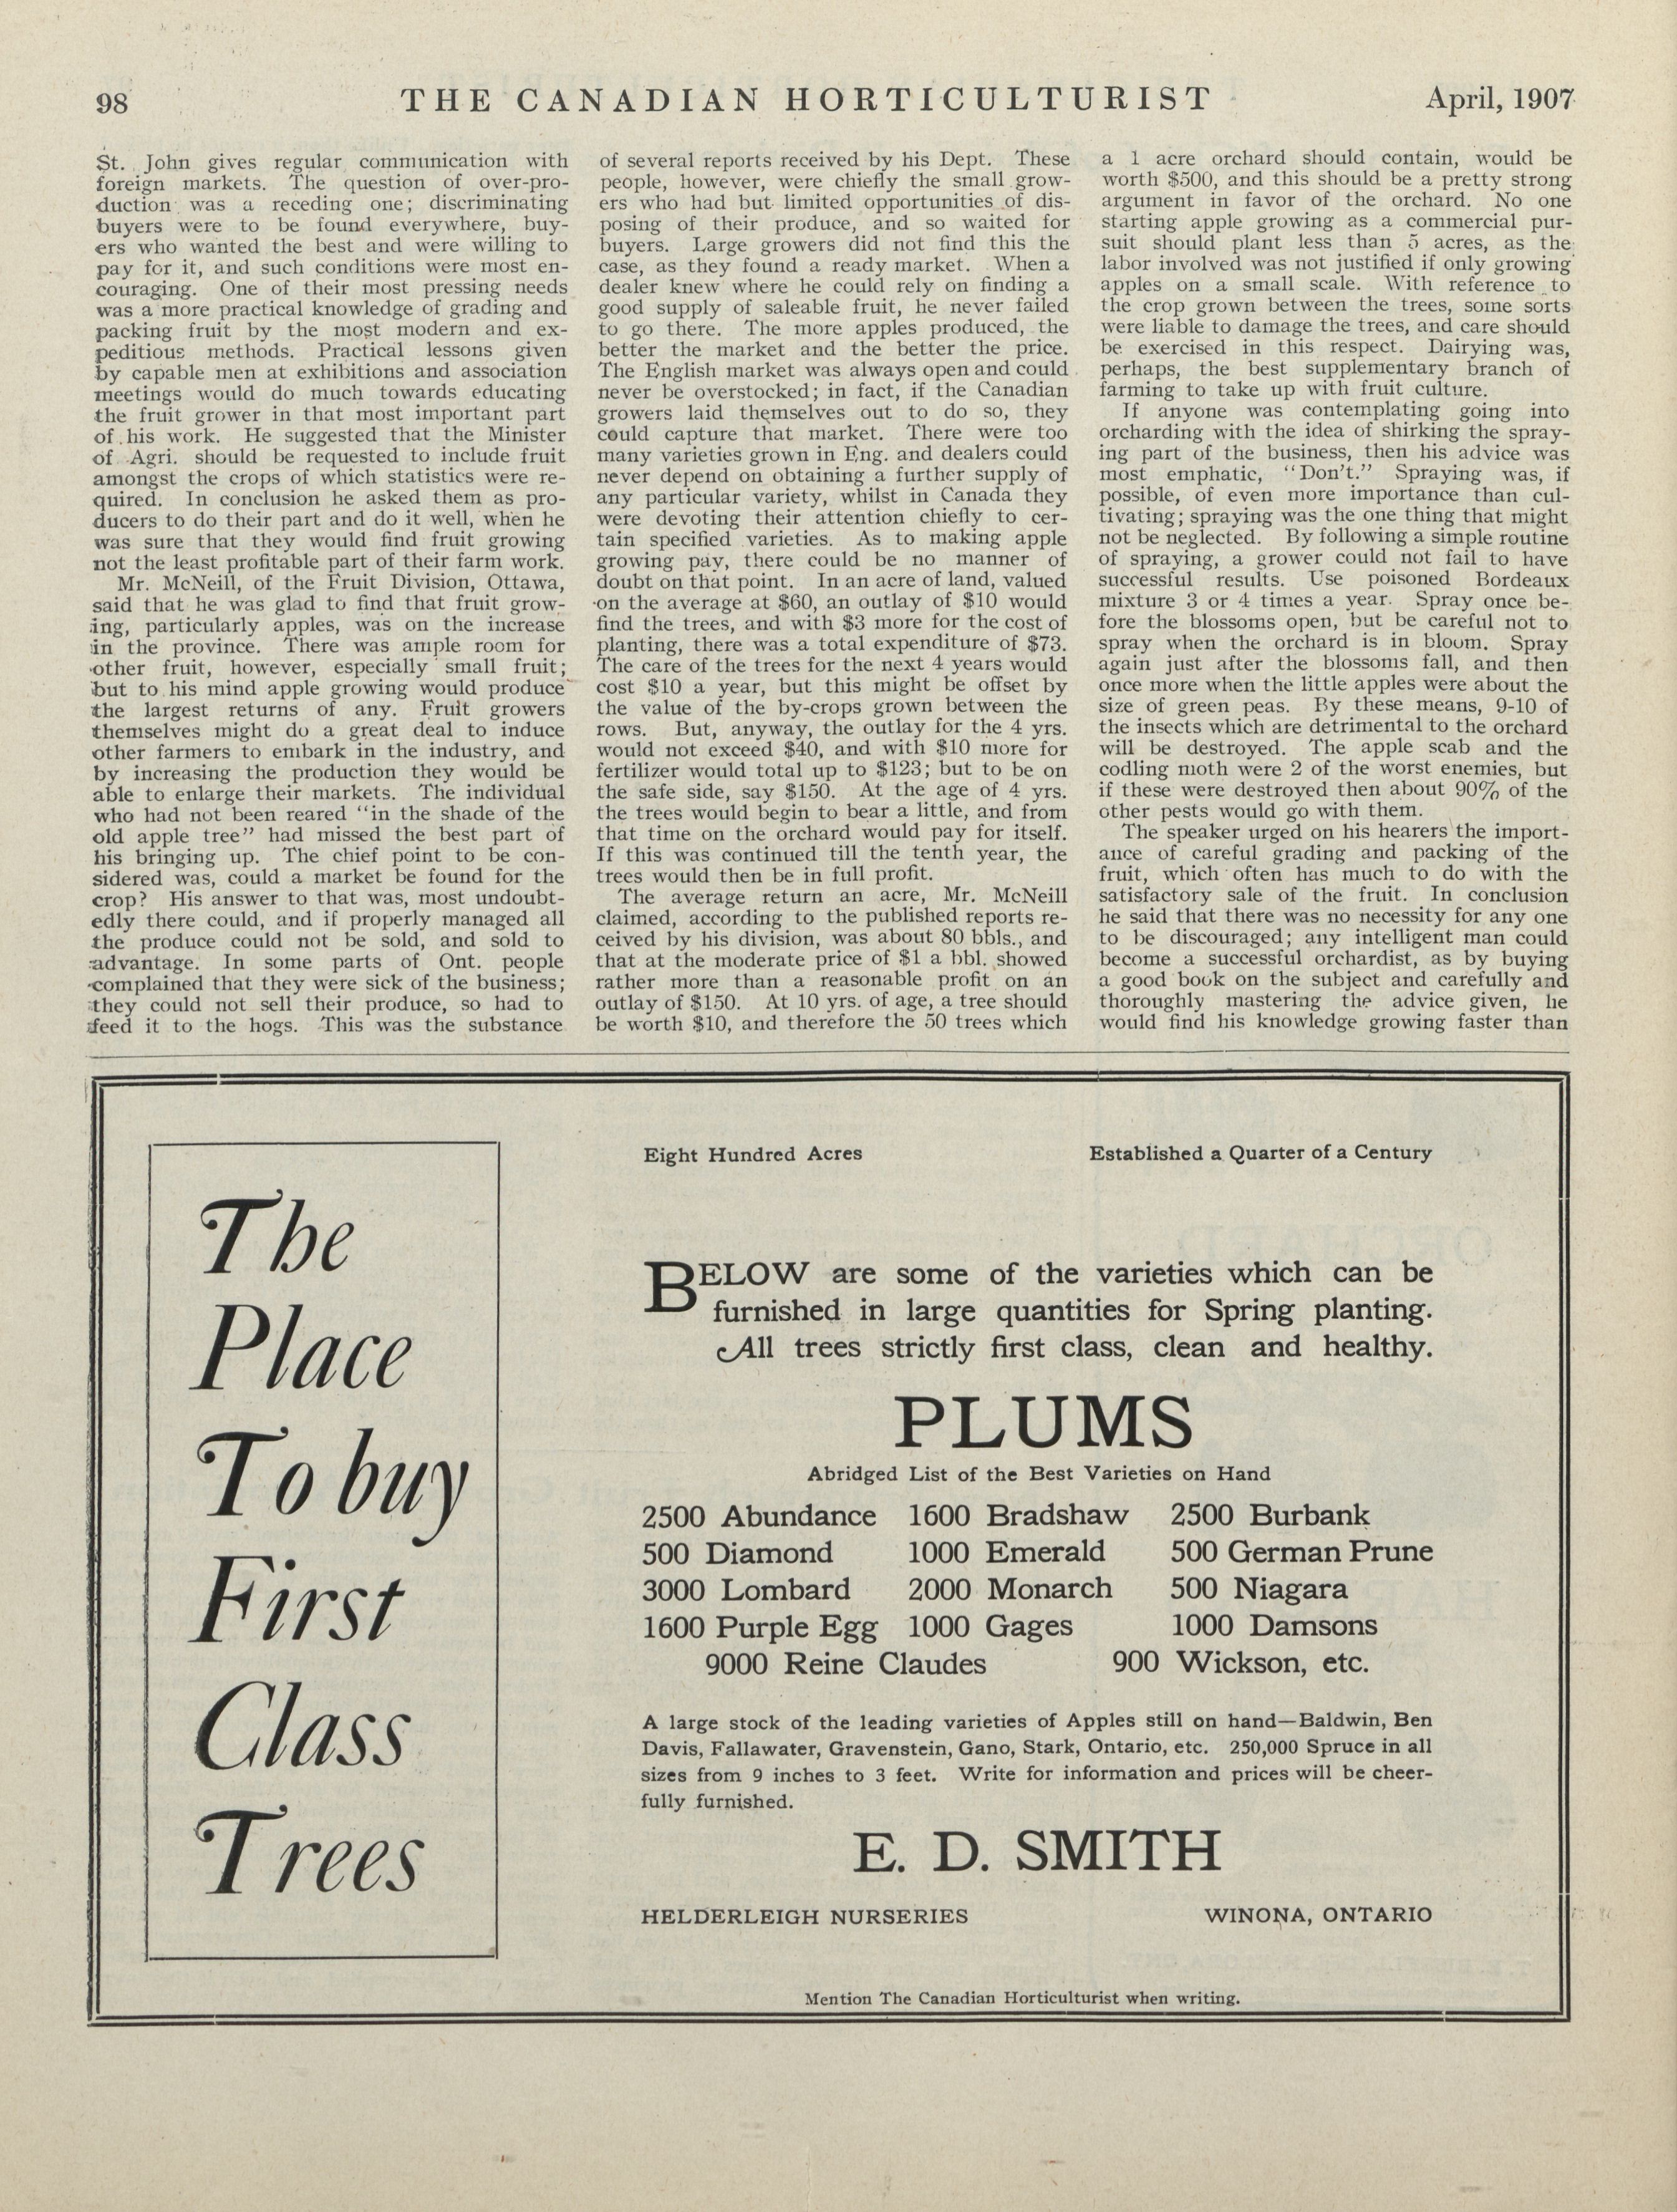 98
THE CANADIAN HORTICULTURIST
April, 1907
St. John gives regular communication with
foreign markets. The question of over-pro-
duction was a receding one; discriminating
buyers were to be found everywhere, buy-
ers who wanted the best and were willing to
pay for it, and such conditions were most en-
couraging. One of their most pressing needs
was a more practical knowledge of grading and
packing fruit by the most modern and ex-
peditious methods. Practical lessons given
by capable men at exhibitions and association
meetings would do much towards educating
the fruit grower in that most important part
of his work. He suggested that the Minister
of Agri. should be requested to include fruit
amongst the crops of which statistics were re-
quired. In conclusion he asked them as pro-
ducers to do their part and do it well, when he
was sure that they would find fruit growing
not the least profitable part of their farm work.
Mr. McNeill, of the Fruit Division, Ottawa,
said that he was glad to find that fruit grow-
ing, particularly apples, was on the increase
in the province. There was ample room for
other fruit, however, especially small fruit;
but to his mind apple growing would produce
the largest returns of any. Fruit growers
themselves might do a great deal to induce
other farmers to embark in the industry, and
by increasing the production they would be
able to enlarge their markets. The individual
who had not been reared "in the shade of the
old apple tree" had missed the best part of
his bringing up. The chief point to be con-
sidered was, could a market be found for the
crop? His answer to that was, most undoubt-
edly there could, and if properly managed all
the produce could not be sold, and sold to
advantage. In some parts of Ont. people
complained that they were sick of the business;
they could not sell their produce, so had to
feed it to the hogs. This was the substance
of several reports received by his Dept. These
people, however, were chiefly the small grow-
ers who had but limited opportunities of dis-
posing of their produce, and so waited for
buyers. Large growers did not find this the
case, as they found a ready market. When a
dealer knew where he could rely on finding a
good supply of saleable fruit, he never failed
to go there. The more apples produced, the
better the market and the better the price.
The English market was always open and could
never be overstocked; in fact, if the Canadian
growers laid themselves out to do so, they
could capture that market. There were too
many varieties grown in Eng. and dealers could
never depend on obtaining a further supply of
any particular variety, whilst in Canada they
were devoting their attention chiefly to cer-
tain specified varieties. As to making apple
growing pay, there could be no manner of
doubt on that point. In an acre of land, valued
on the average at $60, an outlay of $10 would
find the trees, and with $3 more for the cost of
planting, there was a total expenditure of $73.
The care of the trees for the next 4 years would
cost $10 a year, but this might be offset by
the value of the by-crops grown between the
rows. But, anyway, the outlay for the 4 yrs.
would not exceed $40, and with $10 more for
fertilizer would total up to $123; but to be on
the safe side, say $150. At the age of 4 yrs.
the trees would begin to bear a little, and from
that time on the orchard would pay for itself.
If this was continued till the tenth year, the
trees would then be in full profit.
The average return an acre, Mr. McNeill
claimed, according to the published reports re-
ceived by his division, was about 80 bbls., and
that at the moderate price of $1 a bbl. showed
rather more than a reasonable profit on an
outlay of $150. At 10 yrs. of age, a tree should
be worth $10, and therefore the 50 trees which
a 1 acre orchard should contain, would be
worth $500, and this should be a pretty strong
argument in favor of the orchard. No one
starting apple growing as a commercial pur-
suit should plant less than 5 acres, as the
labor involved was not justified if only growing
apples on a small scale. With reference to
the crop grown between the trees, some sorts
were liable to damage the trees, and care should
be exercised in this respect. Dairying was,
perhaps, the best supplementary branch of
farming to take up with fruit culture.
If anyone was contemplating going into
orcharding with the idea of shirking the spray-
ing part of the business, then his advice was
most emphatic, "Don't." Spraying was, if
possible, of even more importance than cul-
tivating; spraying was the one thing that might
not be neglected. By following a simple routine
of spraying, a grower could not fail to have
successful results. Use poisoned Bordeaux
mixture 3 or 4 times a year. Spray once be-
fore the blossoms open, but be careful not to
spray when the orchard is in bloom. Spray
again just after the blossoms fall, and then
once more when the little apples were about the
size of green peas. By these means, 9-10 of
the insects which are detrimental to the orchard
will be destroyed. The apple scab and the
codling moth were 2 of the worst enemies, but
if these were destroyed then about 90% of the
other pests would go with them.
The speaker urged on his hearers the import-
ance of careful grading and packing of the
fruit, which often has much to do with the
satisfactory sale of the fruit. In conclusion
he said that there was no necessity for any one
to be discouraged; any intelligent man could
become a successful orchardist, as by buying
a good book on the subject and carefully and
thoroughly mastering the advice given, he
would find his knowledge growing faster than
The
Place
To buy
First
Class
Trees
Eight Hundred Acres
Established a Quarter of a Century
BELOW are some of the varieties which can be
furnished in large quantities for Spring planting.
All trees strictly first class, clean and healthy.
PLUMS
Abridged List of the Best Varieties on Hand
2500 Abundance 1600 Bradshaw 2500 Burbank
500 Diamond 1000 Emerald 500 German Prune
3000 Lombard 2000 Monarch 500 Niagara
1600 Purple Egg 1000 Gages 1000 Damsons
9000 Reine Claudes 900 Wickson, etc.
A large stock of the leading varieties of Apples still on hand—Baldwin, Ben
Davis, Fallawater, Gravenstein, Gano, Stark, Ontario, etc. 250,000 Spruce in all
sizes from 9 inches to 3 feet. Write for information and prices will be cheer-
fully furnished.
E. D. SMITH
HELDERLEIGH NURSERIES
WINONA, ONTARIO
Mention The Canadian Horticulturist when writing.